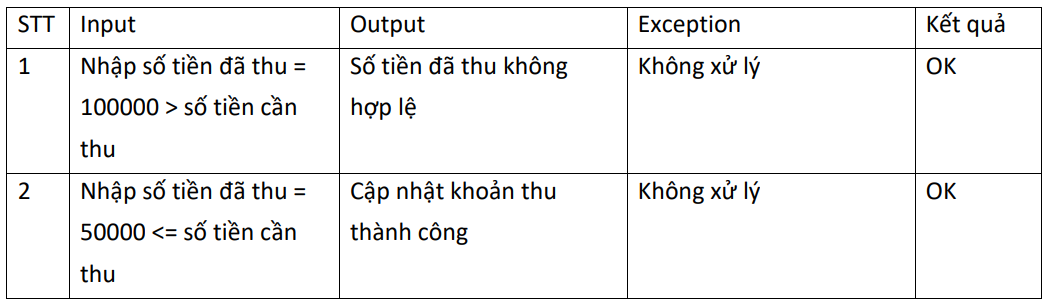 STT Input Output Exception Kết quả
1 Nhập số tiền đã thu = Số tiền đã thu không Không xử lý OK
100000 > số tiền cần hợp lệ
thu
2 Nhập số tiền đã thu = Cập nhật khoản thu Không xử lý OK
50000 <= số tiền cần thành công
thu